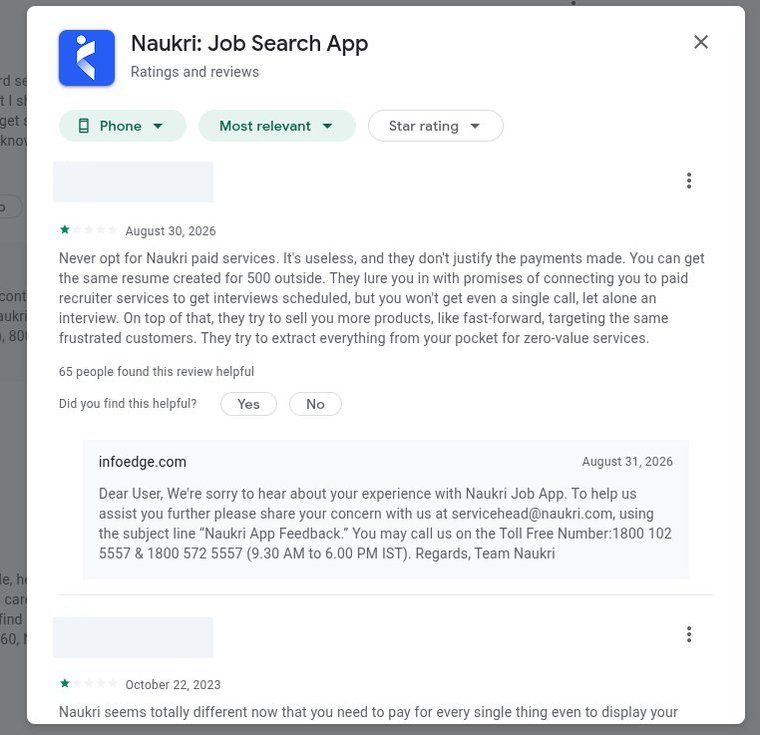 Naukri: Job Search App
Ratings and reviews
Phone
Most relevant
Star rating
August 30, 2026
Never opt for Naukri paid services. It's useless, and they don't justify the payments made. You can get
the same resume created for 500 outside. They lure you in with promises of connecting you to paid
recruiter services to get interviews scheduled, but you won't get even a single call, let alone an
interview. On top of that, they try to sell you more products, like fast-forward, targeting the same
frustrated customers. They try to extract everything from your pocket for zero-value services.
65 people found this review helpful
Did you find this helpful?
Yes
No
infoedge.com
August 31, 2026
Dear User, We're sorry to hear about your experience with Naukri Job App. To help us
assist you further please share your concern with us at servicehead@naukri.com, using
the subject line “Naukri App Feedback.” You may call us on the Toll Free Number:1800 102
5557 & 1800 572 5557 (9.30 AM to 6.00 PM IST). Regards, Team Naukri
October 22, 2023
Naukri seems totally different now that you need to pay for every single thing even to display your